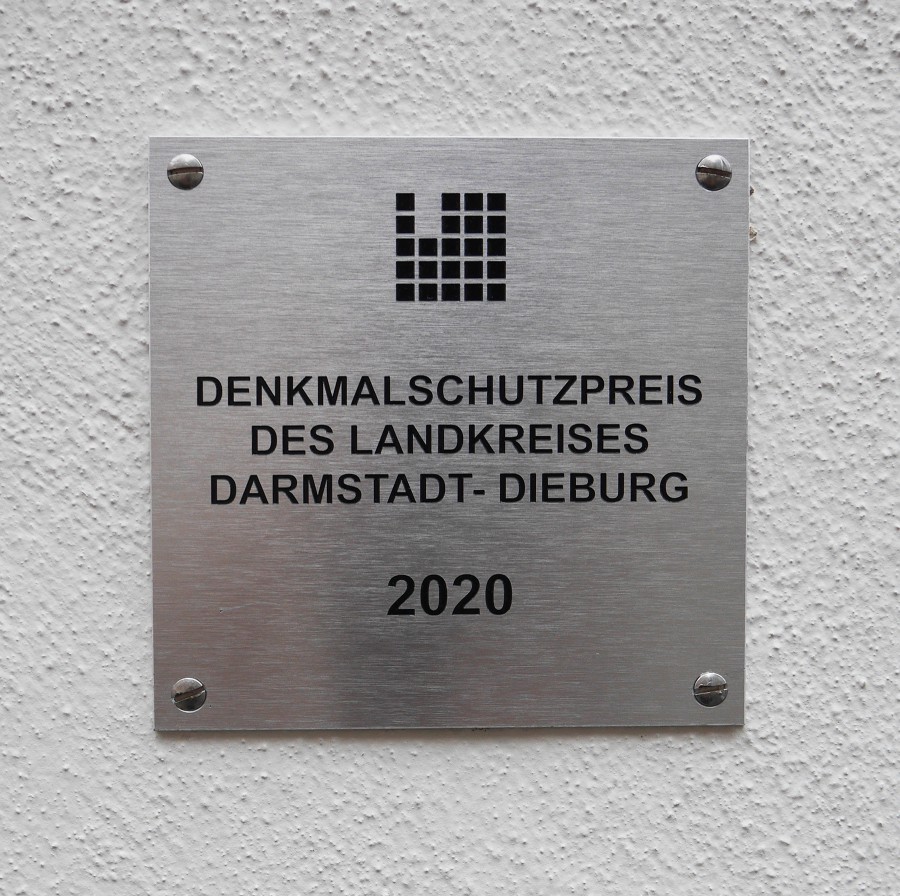 DENKMALSCHUTZPREIS
DES LANDKREISES
DARMSTADT- DIEBURG
2020